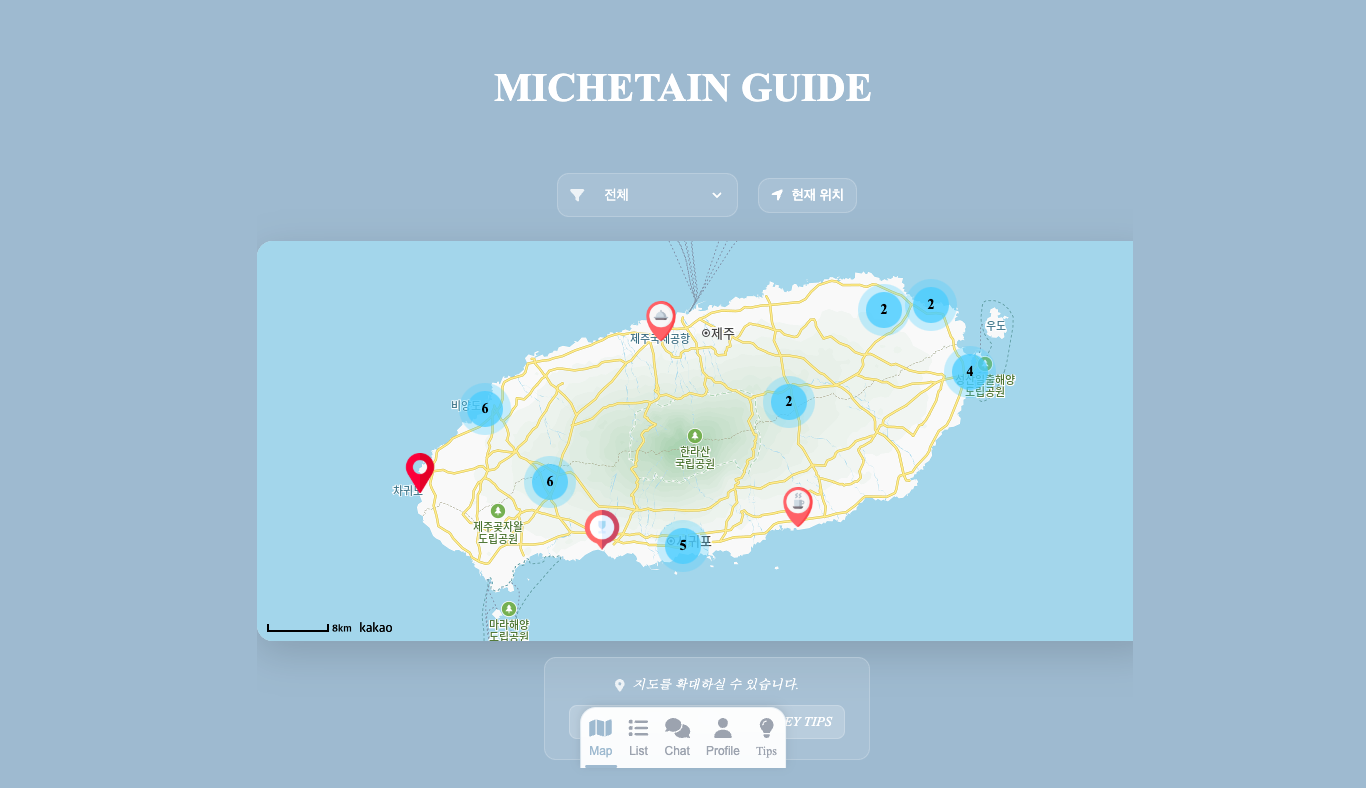 MICHETAIN GUIDE
전체
현재 위치
2
2
우도
제주
제주국제공항
4
성산일출해양
도립공원
2
비양도
6
한라산
국립공원
차귀도
6
제주곶자왈
도립공원
5
서귀포
마라해양
도립공원
8km
kakao
지도를 확대하실 수 있습니다.
EY TIPS
Map
List
Chat
Profile
Tips